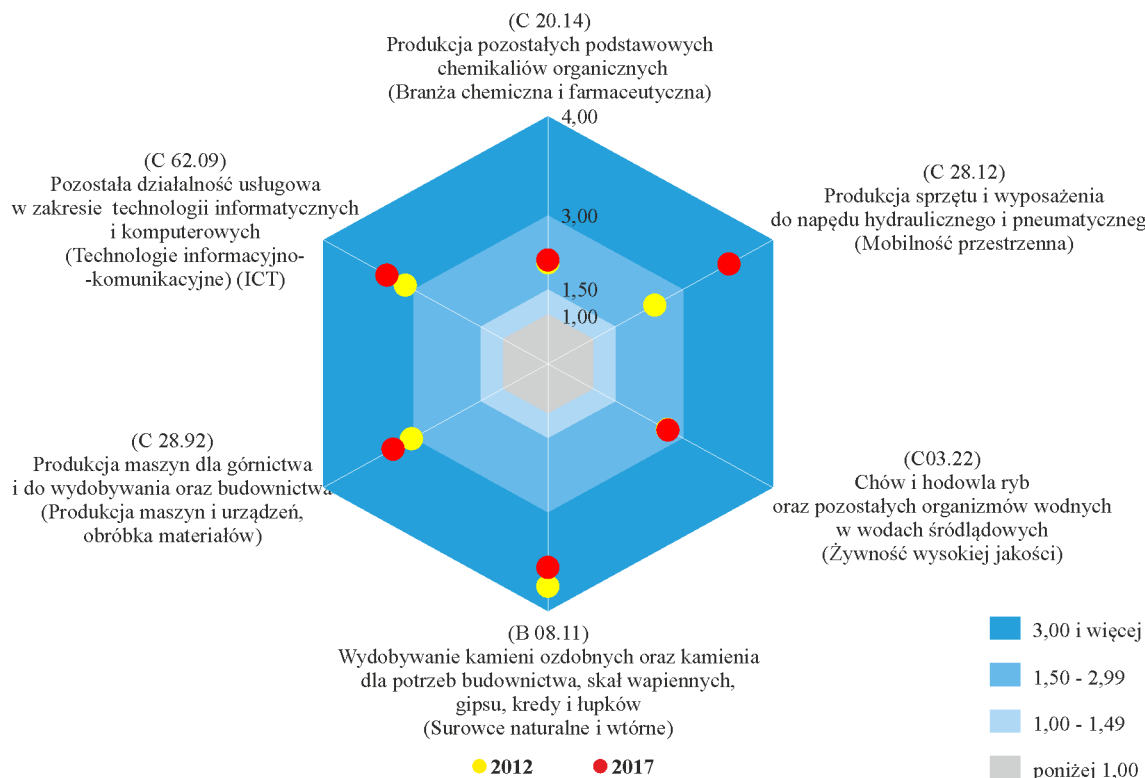 (C 20.14)
Produkcja pozostałych podstawowych
chemikaliów organicznych
(Branża chemiczna i farmaceutyczna)
4,00
3,00
1,50
1,00
(C 28.12)
Produkcja sprzętu i wyposażenia
do napędu hydraulicznego i pneumatyczneg
(Mobilność przestrzenna)
(C03.22)
Chów i hodowla ryb
oraz pozostałych organizmów wodnych
w wodach śródlądowych
(Żywność wysokiej jakości)
(B 08.11)
Wydobywanie kamieni ozdobnych oraz kamienia
dla potrzeb budownictwa, skał wapiennych,
gipsu, kredy i łupków
(Surowce naturalne i wtórne)
(C 28.92)
Produkcja maszyn dla górnictwa
i do wydobywania oraz budownictwa
(Produkcja maszyn i urządzeń,
obróbka materiałów)
(C 62.09)
Pozostała działalność usługowa
w zakresie technologii informatycznych
i komputerowych
(Technologie informacyjno-
-komunikacyjne) (ICT)
2012
2017
3,00 i więcej
1,50 - 2,99
1,00 - 1,49
poniżej 1,00